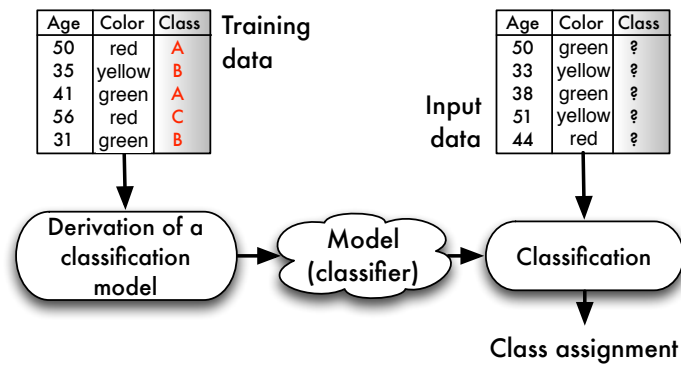 Age Color Class
50 red A
35 yellow B
41 green A
56 red C
31 green B
Training
data
Age Color Class
50 green ?
33 yellow ?
38 green ?
51 yellow ?
44 red ?
Input
data
Derivation of a
classification
model
Model
(classifier)
Classification
Class assignment